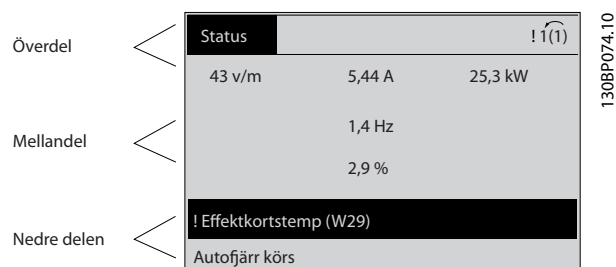 Överdel
Status
! 1(1)
43 v/m 5,44 A 25,3 kW
Mellandel
1,4 Hz
2,9 %
! Effektkortstemp (W29)
Nedre delen
Autofjärr körs
130BP074.10